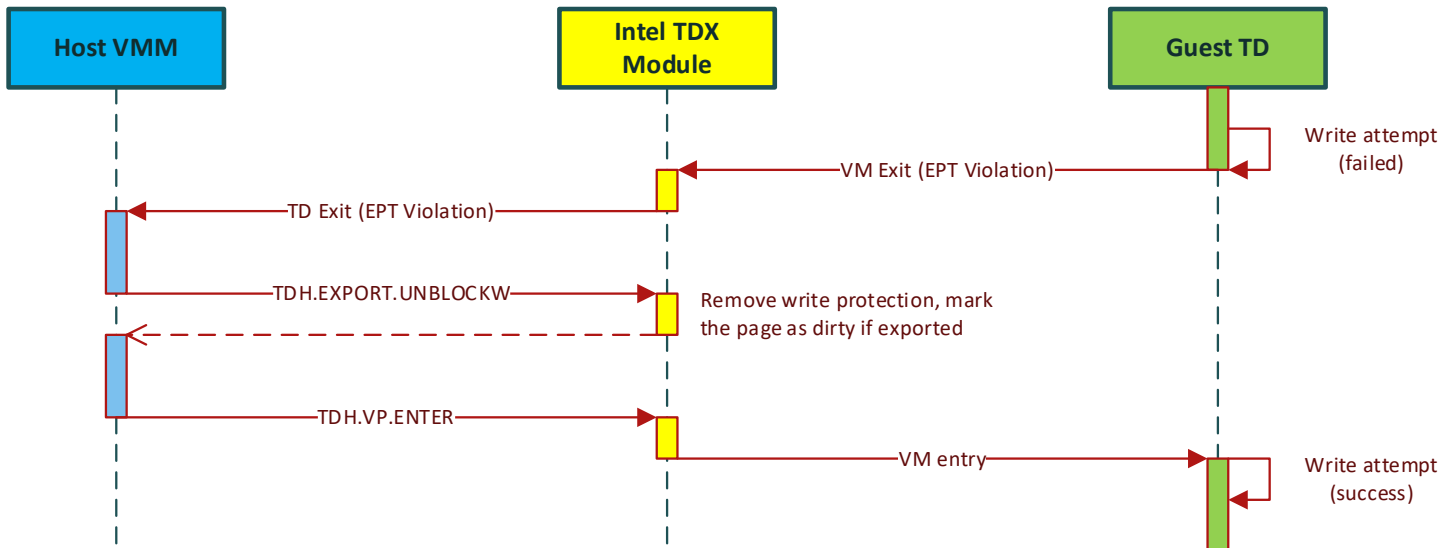 Host VMM
Intel TDX
Module
Guest TD
Write attempt
(failed)
VM Exit (EPT Violation)
TD Exit (EPT Violation)
TDH.EXPORT.UNBLOCKW
Remove write protection, mark
the page as dirty if exported
TDH.VP.ENTER
VM entry
Write attempt
(success)